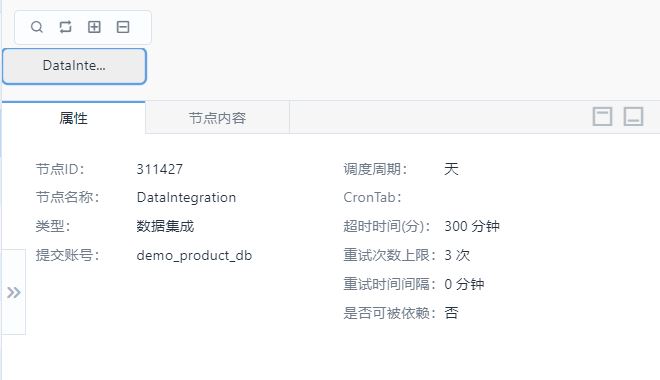 DataInte...
属性 节点内容
节点ID: 311427 调度周期: 天
节点名称: DataIntegration CronTab:
类型: 数据集成 超时时间(分): 300 分钟
提交账号: demo_product_db 重试次数上限: 3 次
重试时间间隔: 0 分钟
是否可被依赖: 否